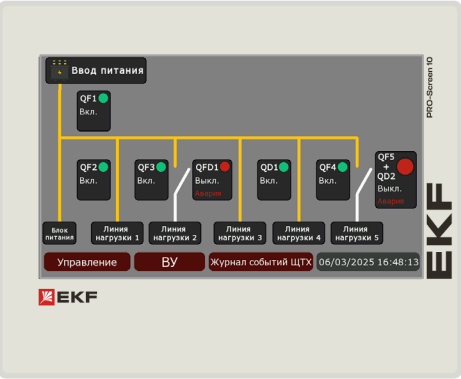 Ввод питания
QF1
Вкл.
QF2
Вкл.
QF3
Вкл.
QFD1
Выкл.
Авария
QD1
Вкл.
QF4
Вкл.
QF5
+
QD2
Выкл.
Авария
Блок
питания
Линия
нагрузки 1
Линия
нагрузки 2
Линия
нагрузки 3
Линия
нагрузки 4
Линия
нагрузки 5
Управление
ВУ
Журнал событий ЩТХ
06/03/2025 16:48:13
PRO-Screen 10
EKF
EKF